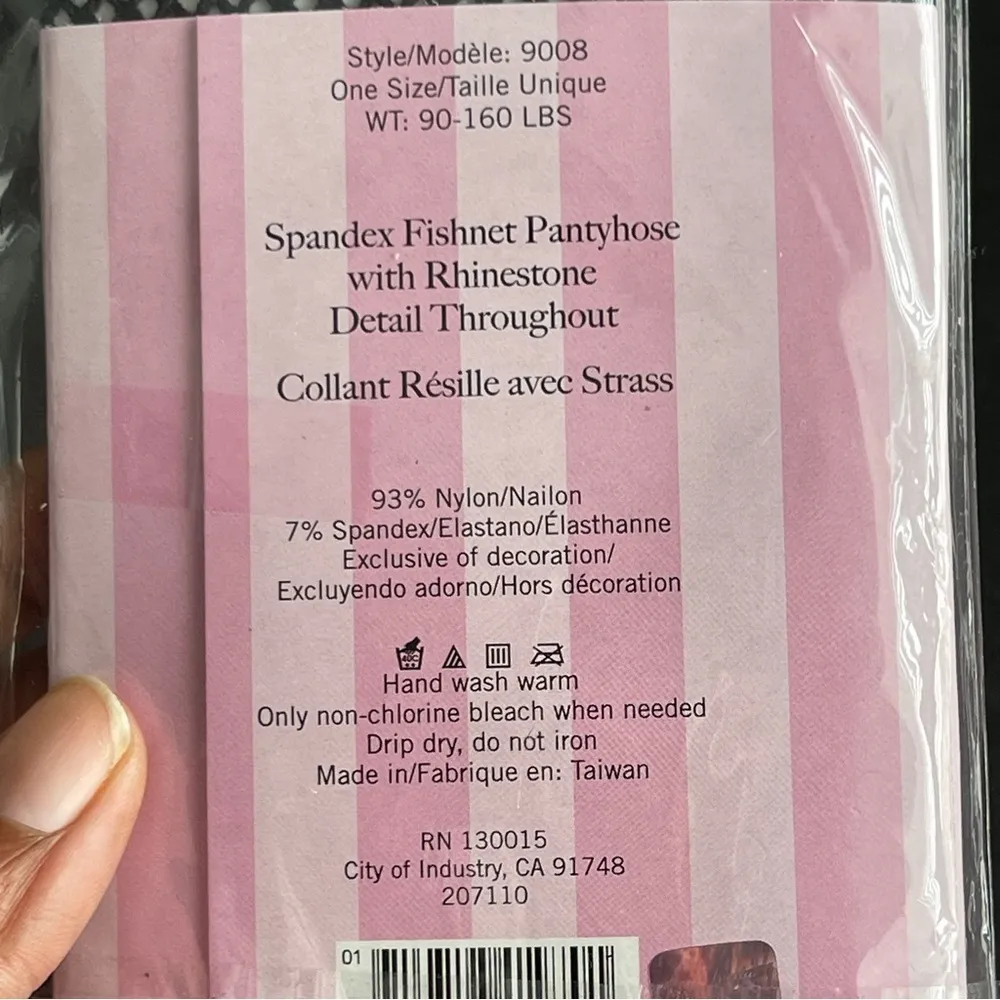 Style/Modèle: 9008
One Size/Taille Unique
WT: 90-160 LBS
Spandex Fishnet Pantyhose
with Rhinestone
Detail Throughout
Collant Résille avec Strass
93% Nylon/Nailon
7% Spandex/Elastano/Élasthanne
Exclusive of decoration/
Excluyendo adorno/Hors décoration
40C
Hand wash warm
Only non-chlorine bleach when needed
Drip dry, do not iron
Made in/Fabrique en: Taiwan
RN 130015
City of Industry, CA 91748
207110
01